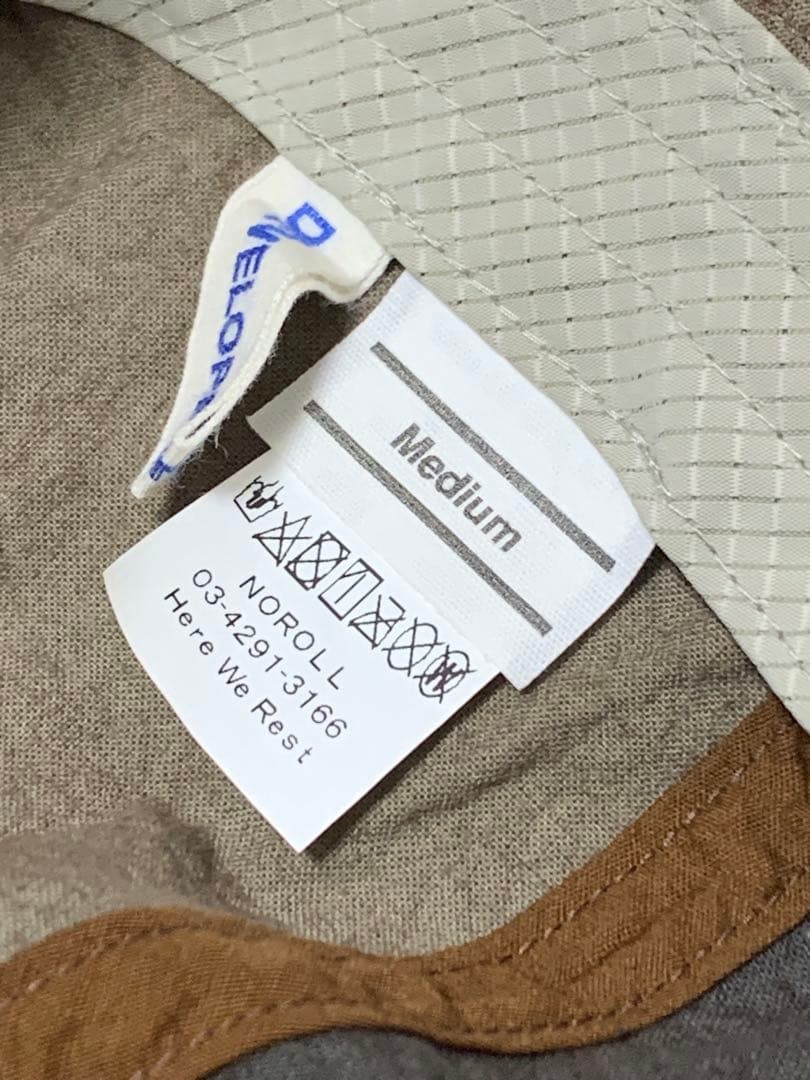 Medium
NOROLL
03-4291-3166
Here We Rest